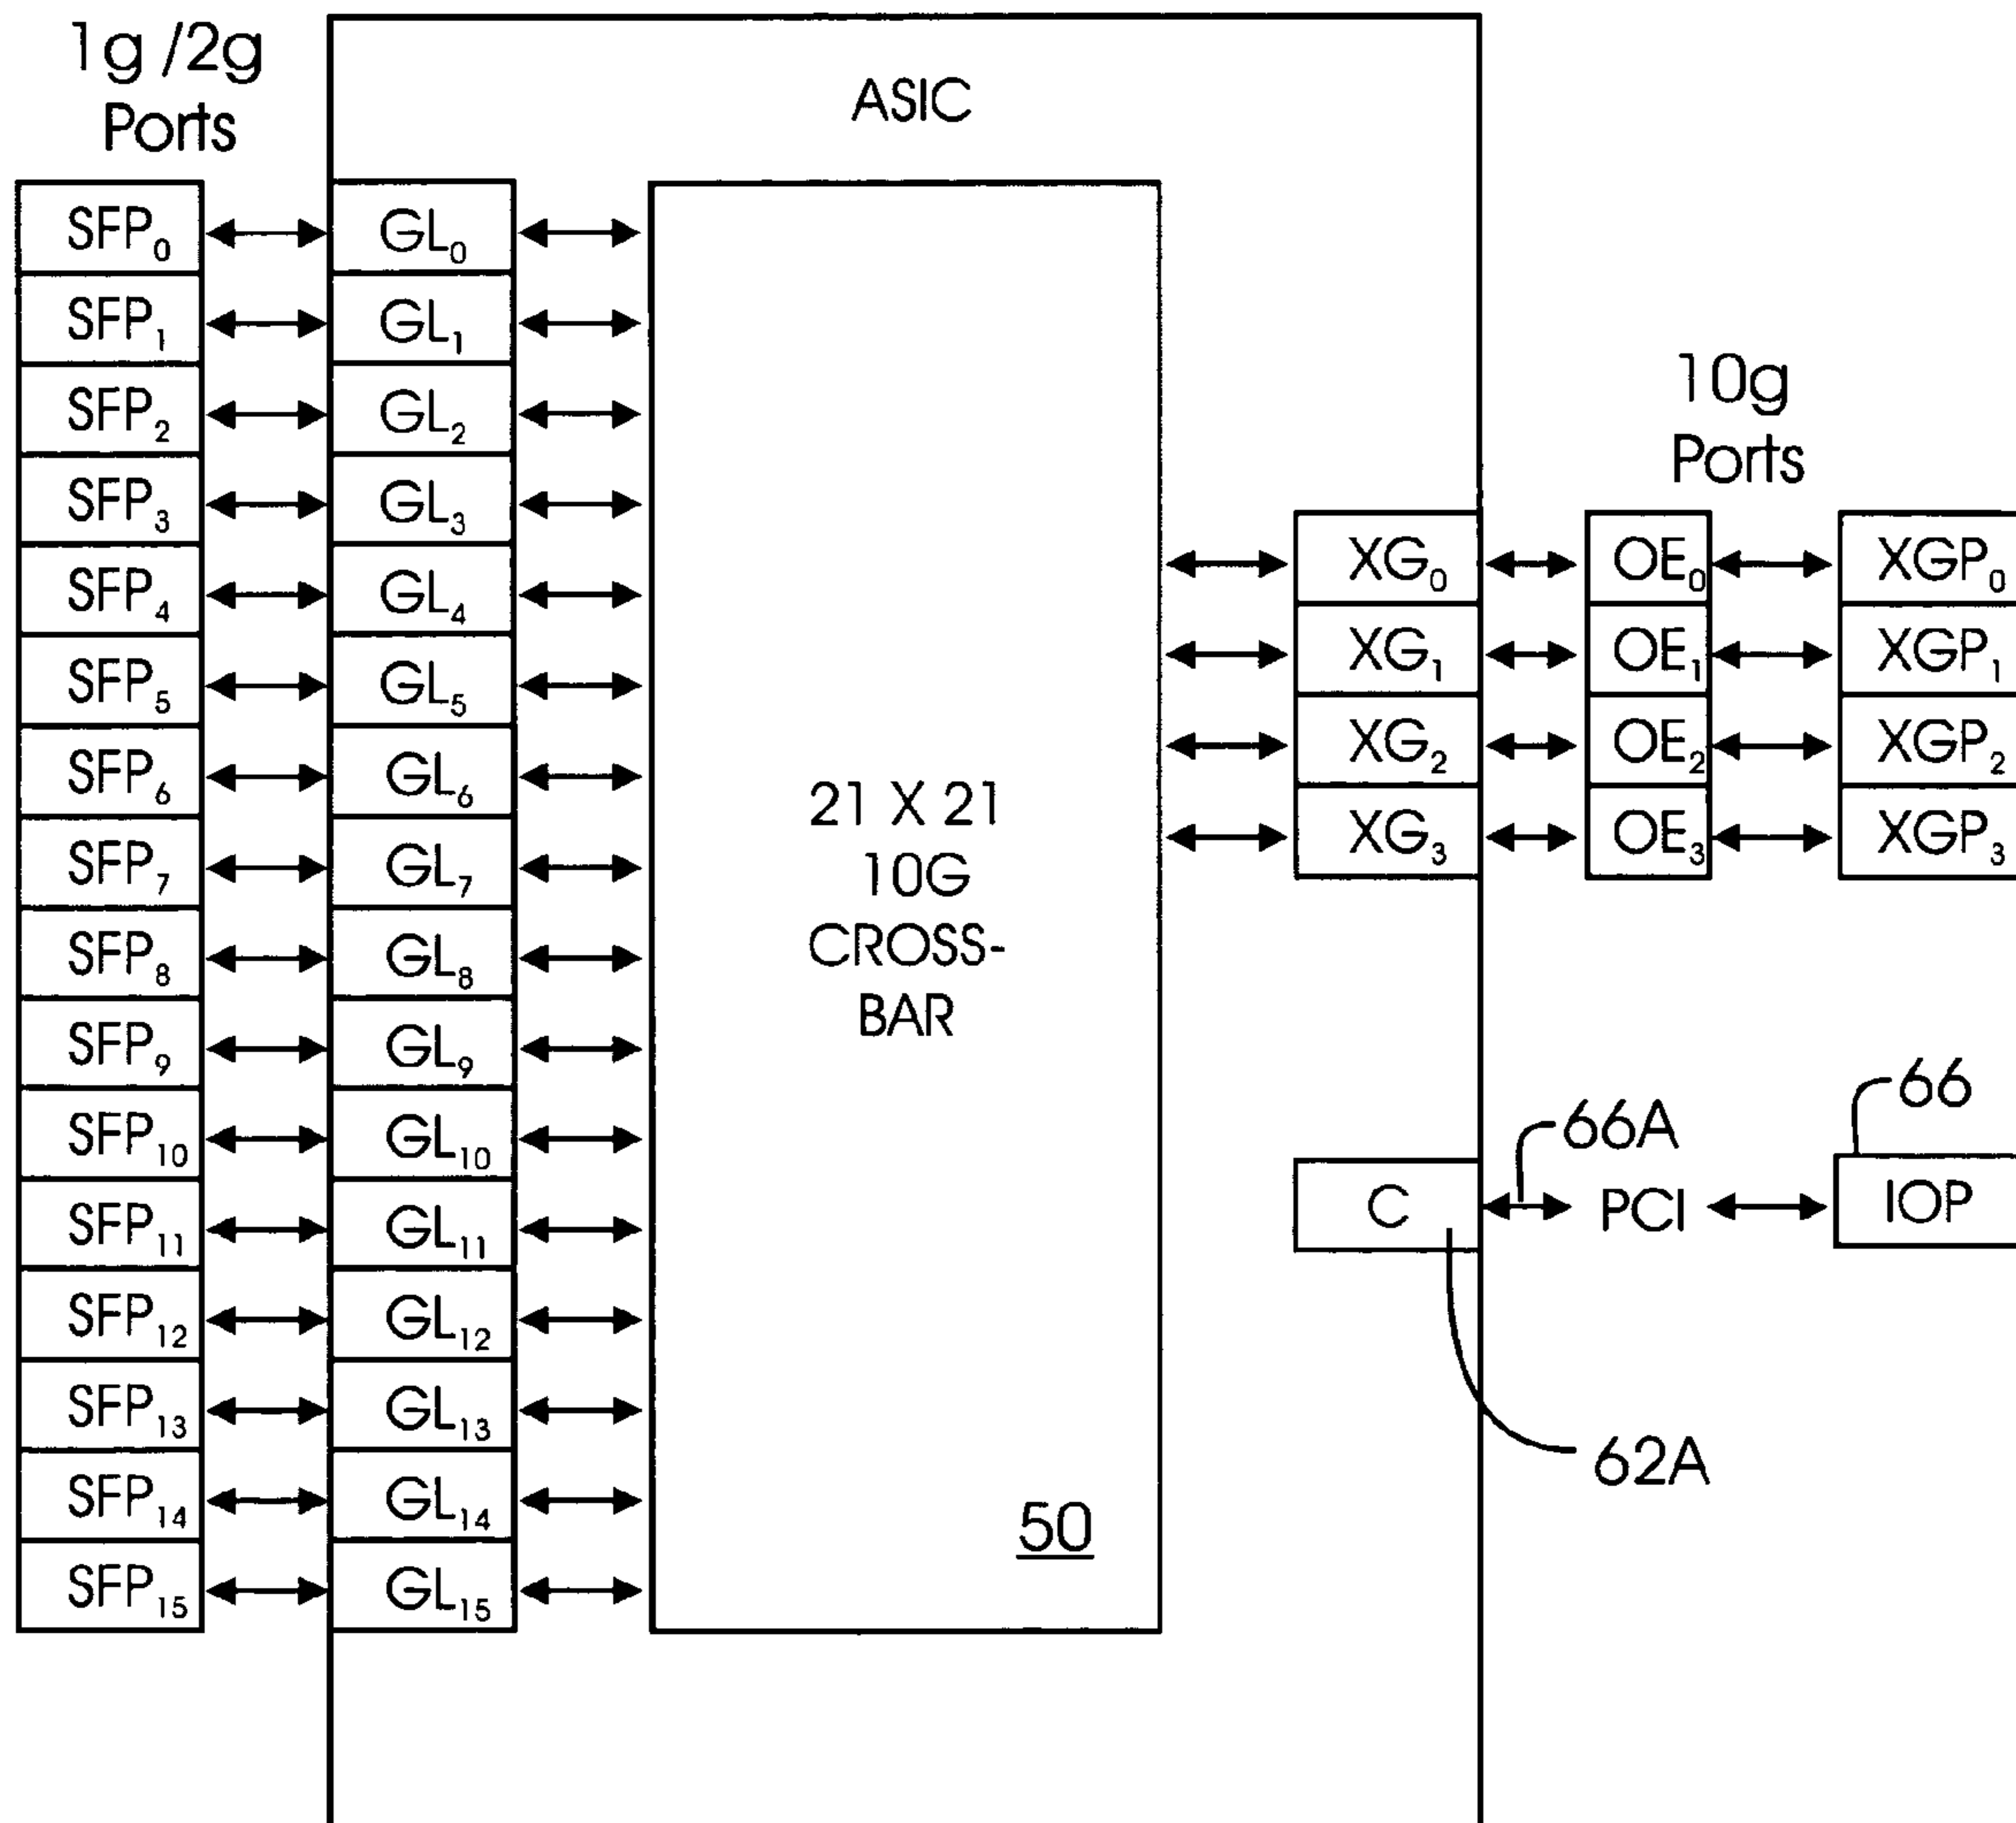 1g /2g
Ports
ASIC
SFP₀ GL₀
SFP₁ GL₁
SFP₂ GL₂
SFP₃ GL₃
SFP₄ GL₄
SFP₅ GL₅
SFP₆ GL₆
SFP₇ GL₇
SFP₈ GL₈
SFP₉ GL₉
SFP₁₀ GL₁₀
SFP₁₁ GL₁₁
SFP₁₂ GL₁₂
SFP₁₃ GL₁₃
SFP₁₄ GL₁₄
SFP₁₅ GL₁₅
21 X 21
10G
CROSS-
BAR
50
10g
Ports
XG₀ OE₀ XGP₀
XG₁ OE₁ XGP₁
XG₂ OE₂ XGP₂
XG₃ OE₃ XGP₃
66A
66
C PCI IOP
62A